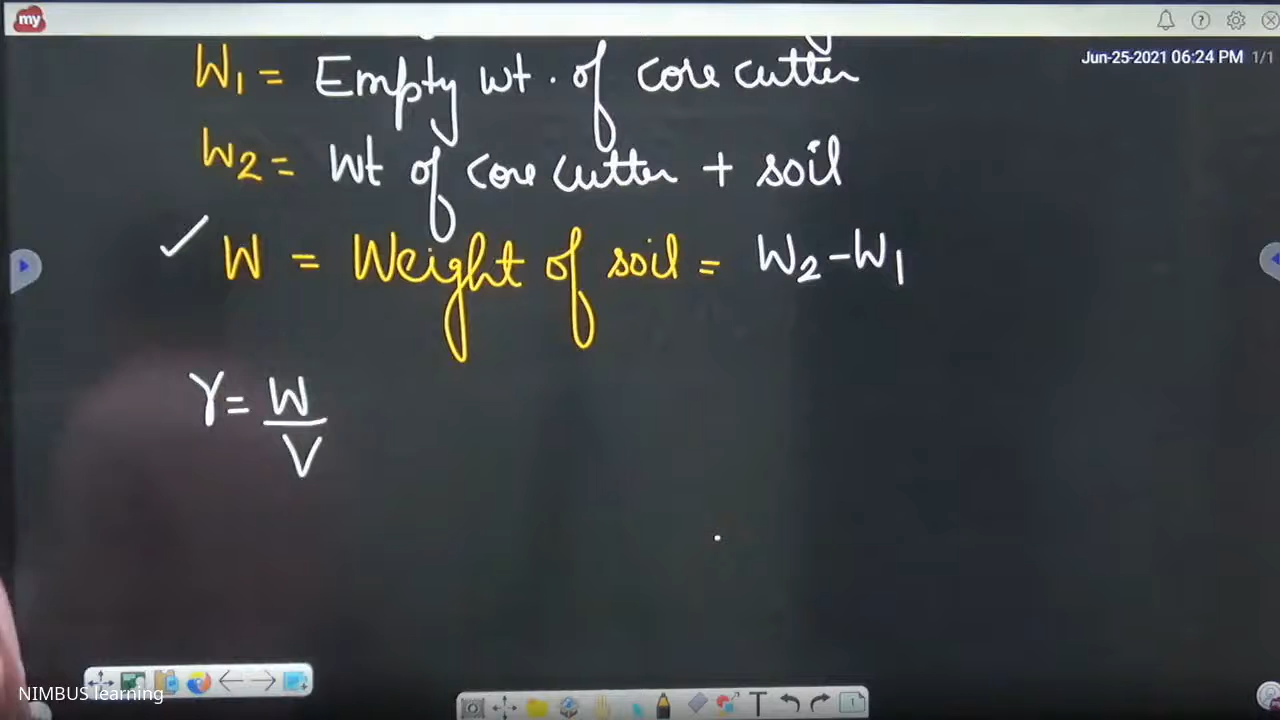 my
Jun-25-2021 06:24 PM 1/1
W1 = Empty wt. of core cutter
W2 = Wt of core cutter + soil
✓ W = Weight of soil = W2-W1
γ = W
V
T
1
NIMBUS learning